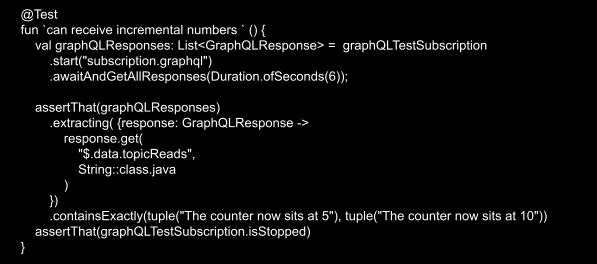 @Test
fun `can receive incremental numbers ` () {
val graphQLResponses: List<GraphQLResponse> =  graphQLTestSubscription
.start("subscription.graphql")
.awaitAndGetAllResponses(Duration.ofSeconds(6));
assertThat(graphQLResponses)
.extracting( {response: GraphQLResponse ->
response.get(
"$.data.topicReads",
String::class.java
)
})
.containsExactly(tuple("The counter now sits at 5"), tuple("The counter now sits at 10"))
assertThat(graphQLTestSubscription.isStopped)
}